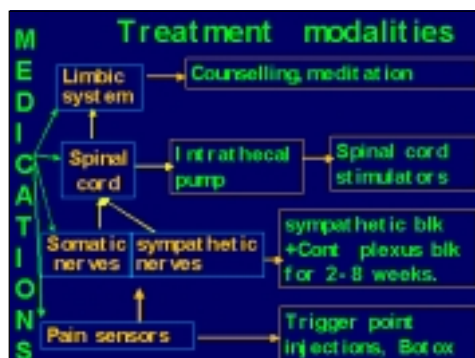 Treatment modalities
MEDICATIONS
Limbic
system
Counselling, meditation
Spinal
cord
Intrathecal
pump
Spinal cord
stimulators
Somatic
nerves
sympathetic
nerves
sympathetic blk
+Cont plexus blk
for 2-8 weeks.
Pain sensors
Trigger point
injections, Botox